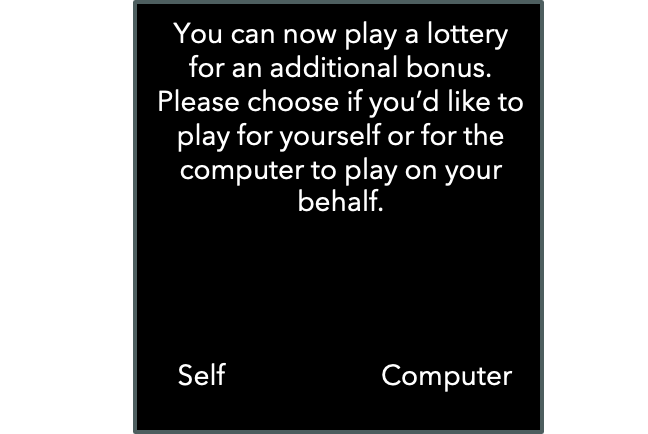 You can now play a lottery
for an additional bonus.
Please choose if you’d like to
play for yourself or for the
computer to play on your
behalf.
Self
Computer